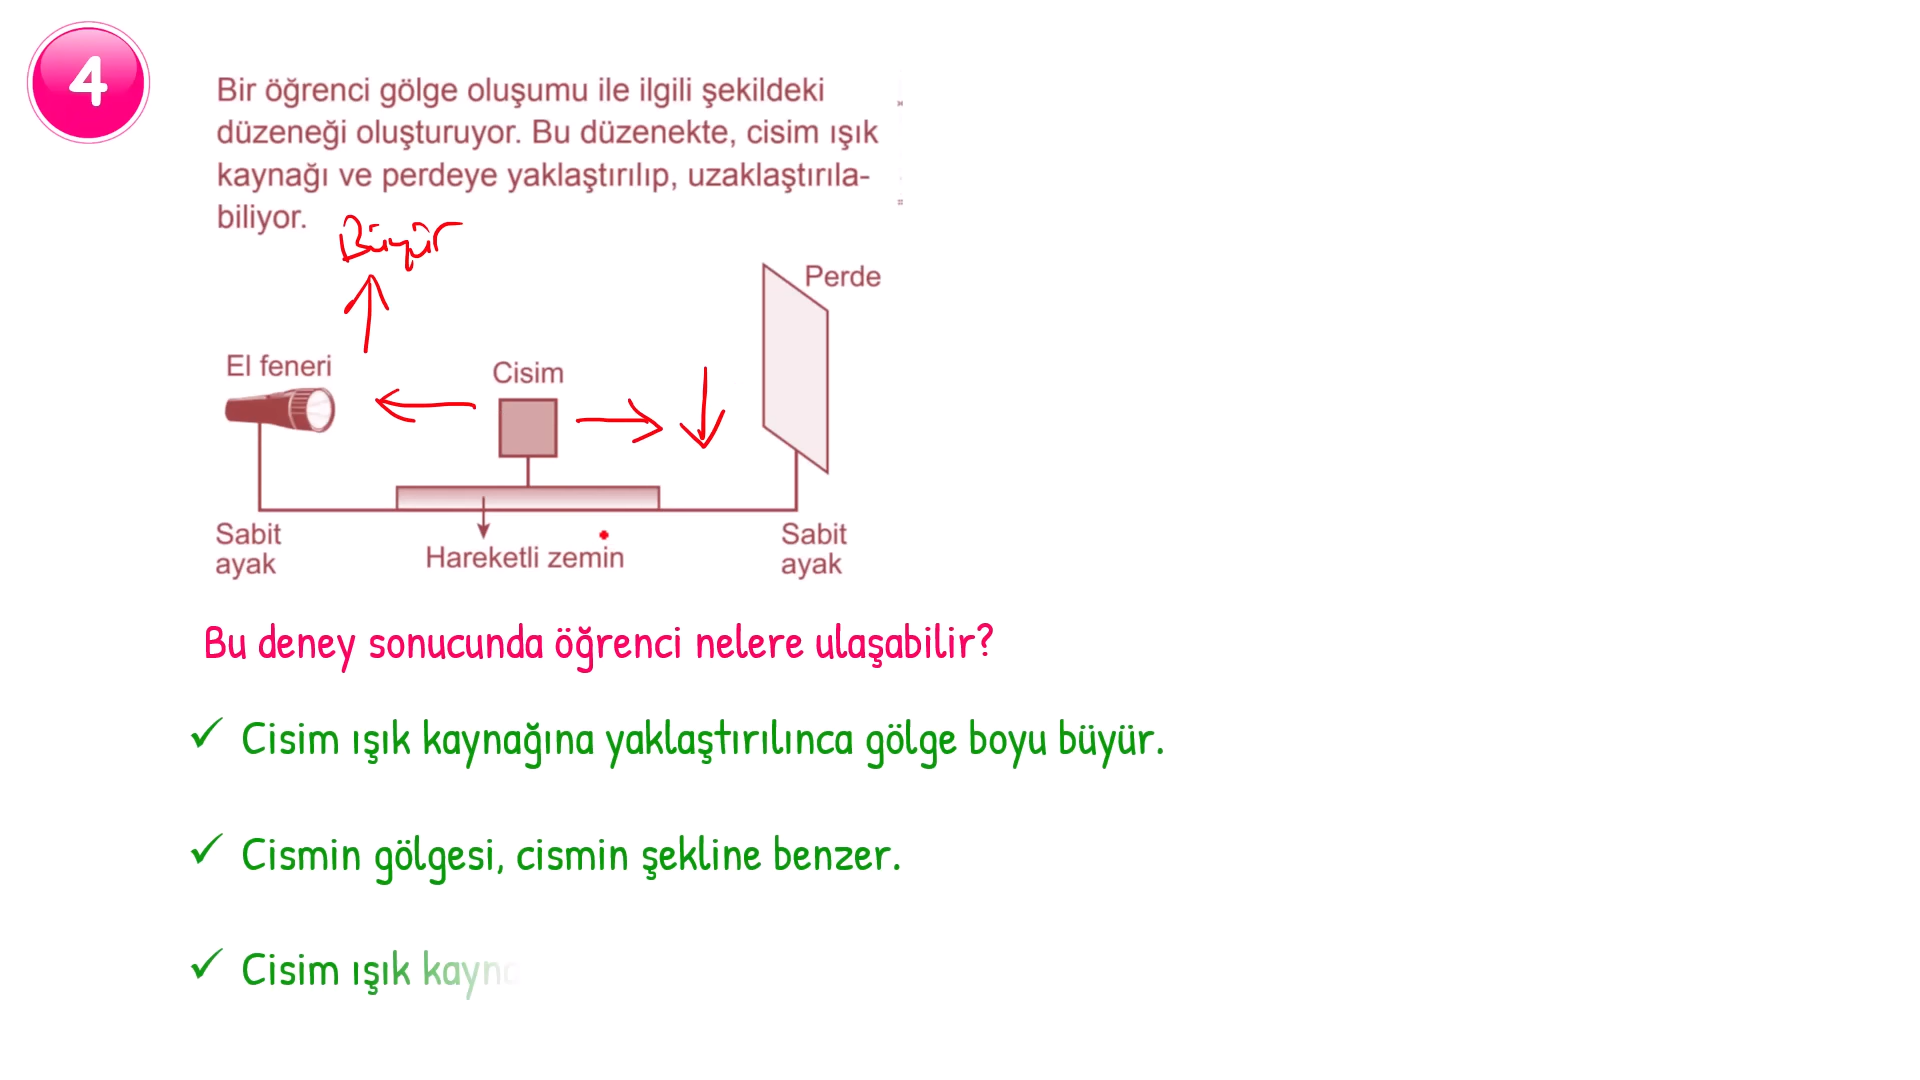 4
Bir öğrenci gölge oluşumu ile ilgili şekildeki
düzeneği oluşturuyor. Bu düzenekte, cisim ışık
kaynağı ve perdeye yaklaştırılıp, uzaklaştırıla-
biliyor.
Büyür
Perde
El feneri
Cisim
Sabit
ayak
Hareketli zemin
Sabit
ayak
Bu deney sonucunda öğrenci nelere ulaşabilir?
✓ Cisim ışık kaynağına yaklaştırılınca gölge boyu büyür.
✓ Cismin gölgesi, cismin şekline benzer.
✓ Cisim ışık